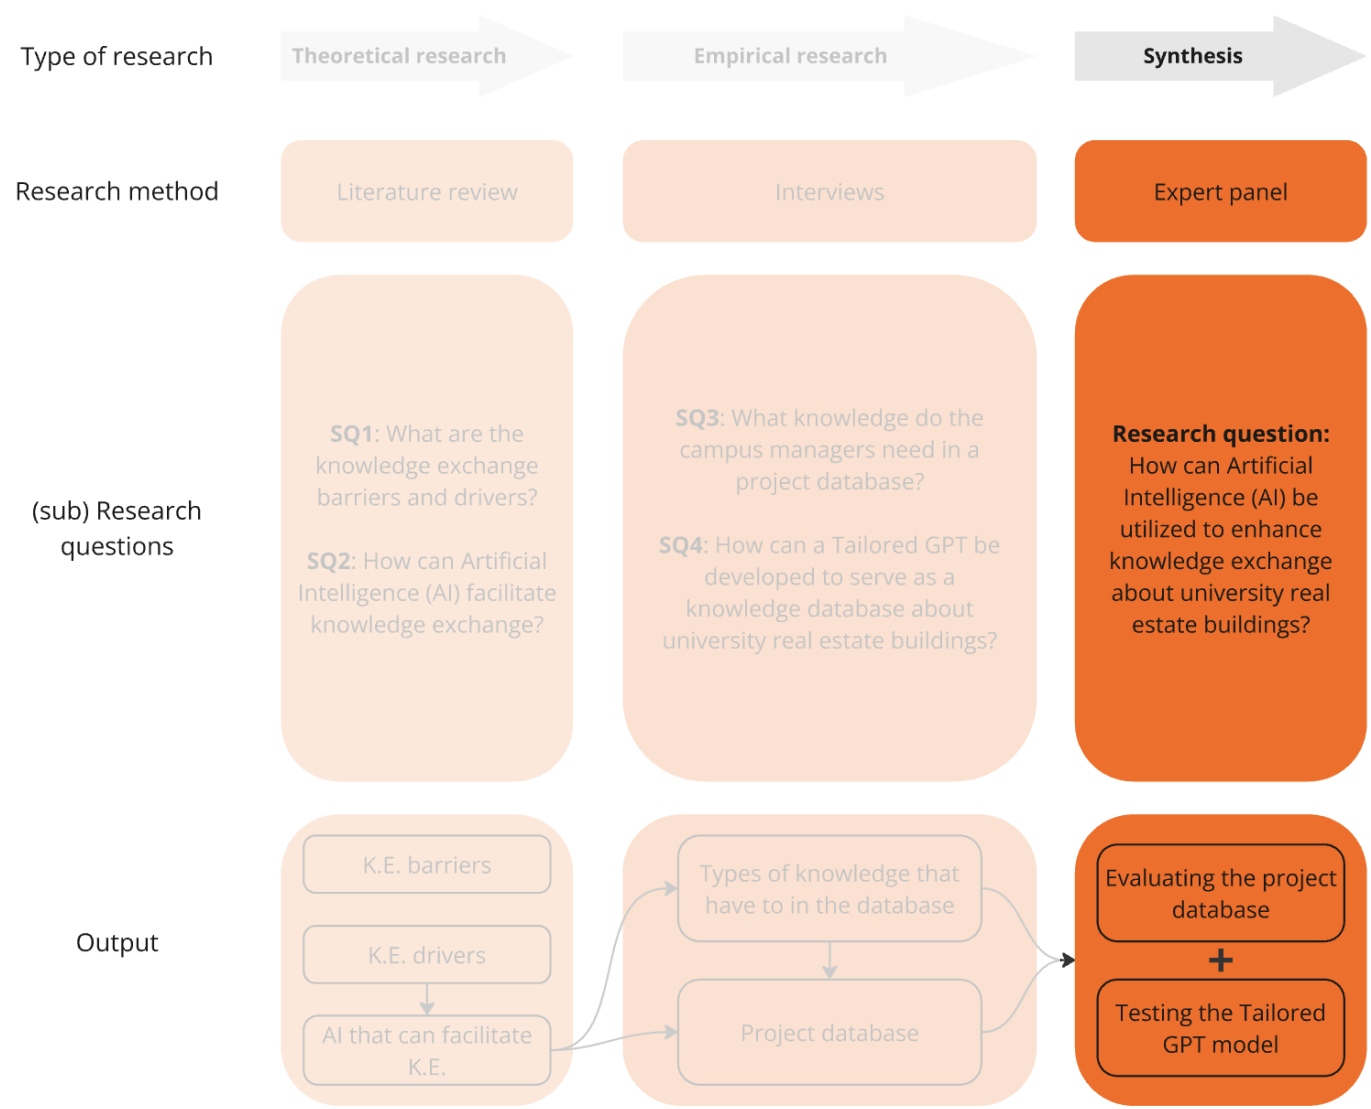 Type of research
Theoretical research
Empirical research
Synthesis
Research method
Literature review
Interviews
Expert panel
(sub) Research
questions
SQ1: What are the
knowledge exchange
barriers and drivers?
SQ2: How can Artificial
Intelligence (AI) facilitate
knowledge exchange?
SQ3: What knowledge do the
campus managers need in a
project database?
SQ4: How can a Tailored GPT be
developed to serve as a
knowledge database about
university real estate buildings?
Research question:
How can Artificial
Intelligence (AI) be
utilized to enhance
knowledge exchange
about university real
estate buildings?
Output
K.E. barriers
K.E. drivers
AI that can facilitate
K.E.
Types of knowledge that
have to in the database
Project database
Evaluating the project
database
+
Testing the Tailored
GPT model